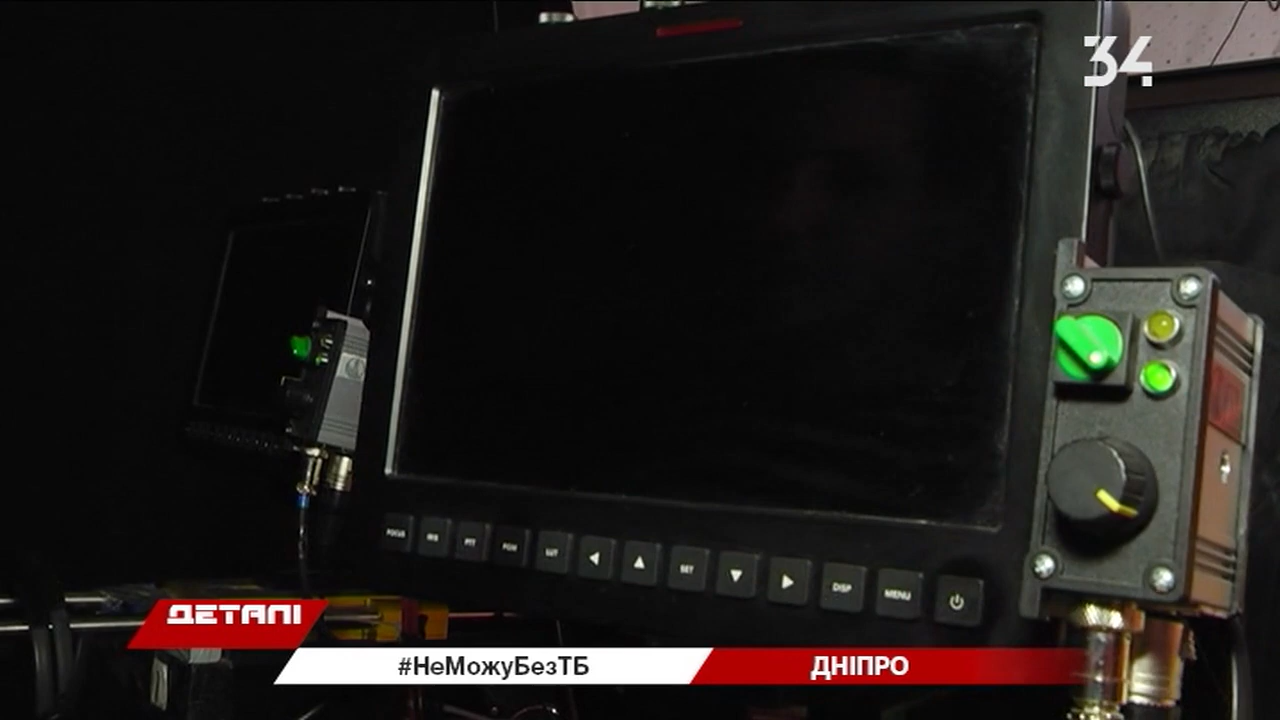 34
FOCUS
SET
DISP
MENU
ДЕТАЛІ
#НеМожуБезТБ
ДНІПРО